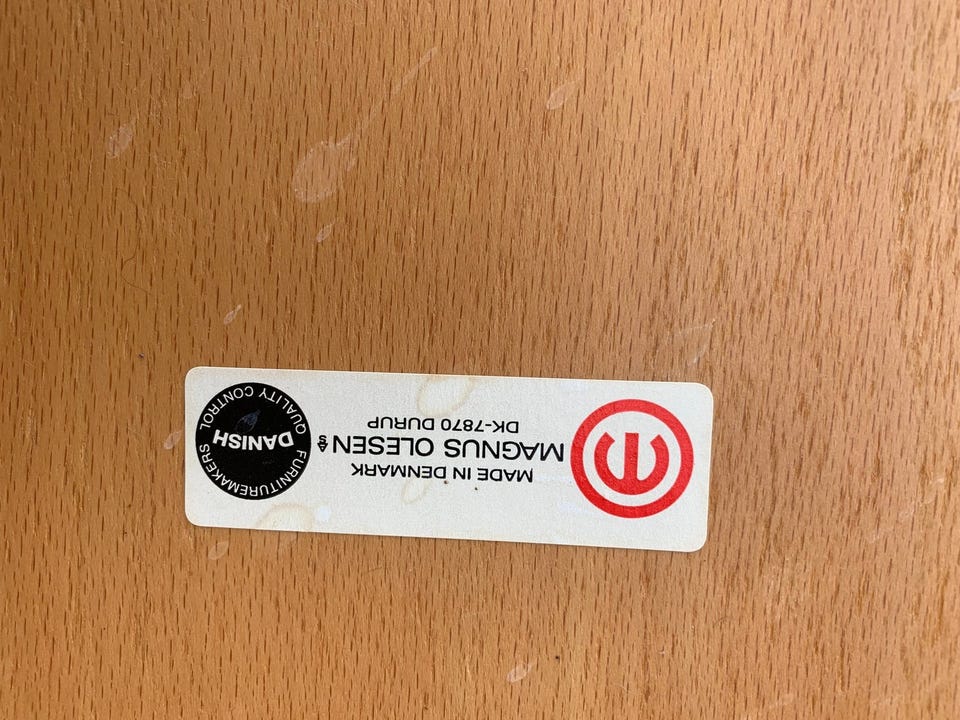 MADE IN DENMARK
MAGNUS OLESEN A/S
DK-7870 DURUP
DANISH
FURNITUREMAKERS
QUALITY CONTROL